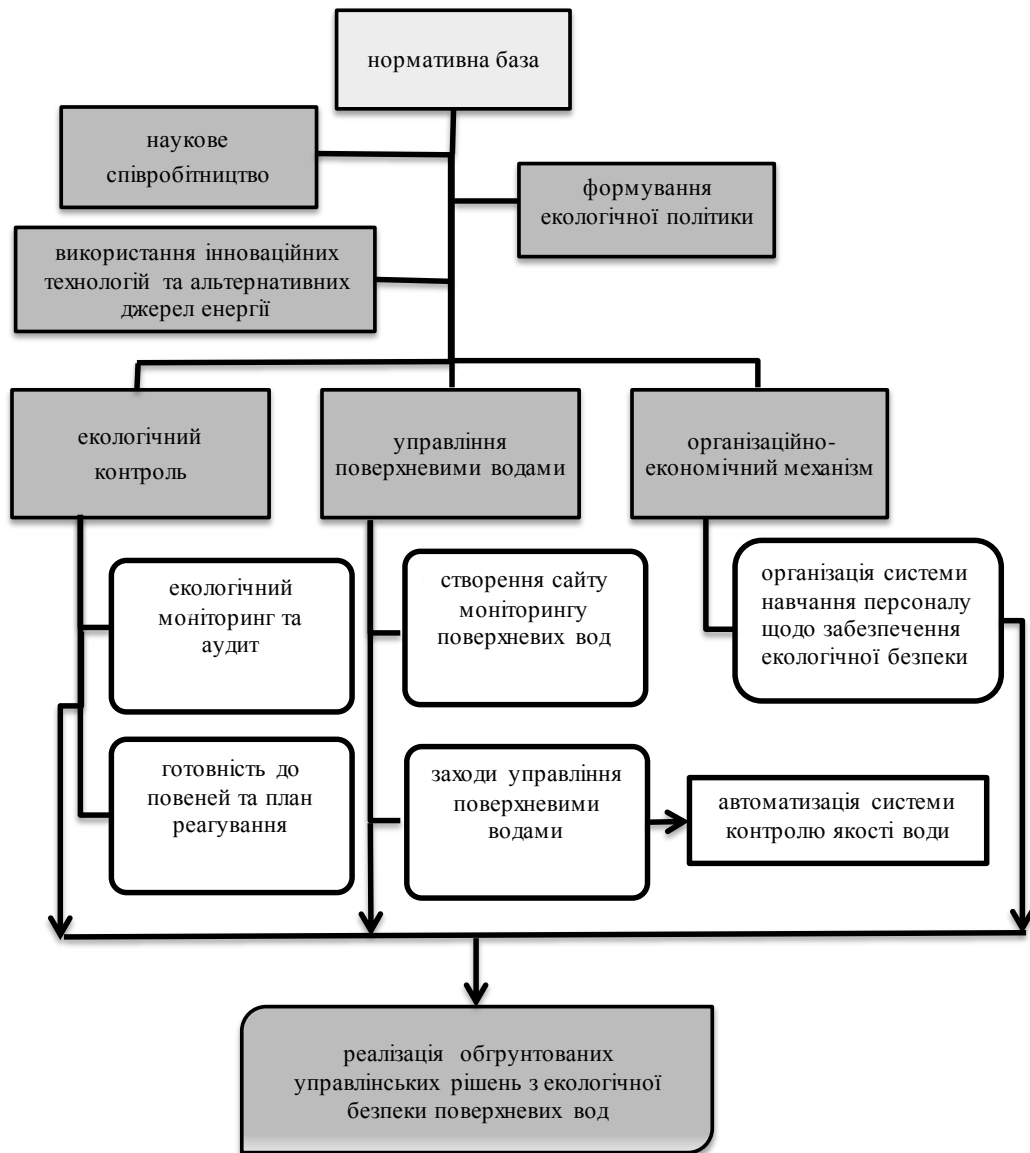 нормативна база
наукове
співробітництво
формування
екологічної політики
використання інноваційних
технологій та альтернативних
джерел енергії
екологічний
контроль
управління
поверхневими водами
організаційно-
економічний механізм
екологічний
моніторинг та
аудит
створення сайту
моніторингу
поверхневих вод
організація системи
навчання персоналу
щодо забезпечення
екологічної безпеки
готовність до
повеней та план
реагування
заходи управління
поверхневими
водами
автоматизація системи
контролю якості води
реалізація обгрунтованих
управлінських рішень з екологічної
безпеки поверхневих вод